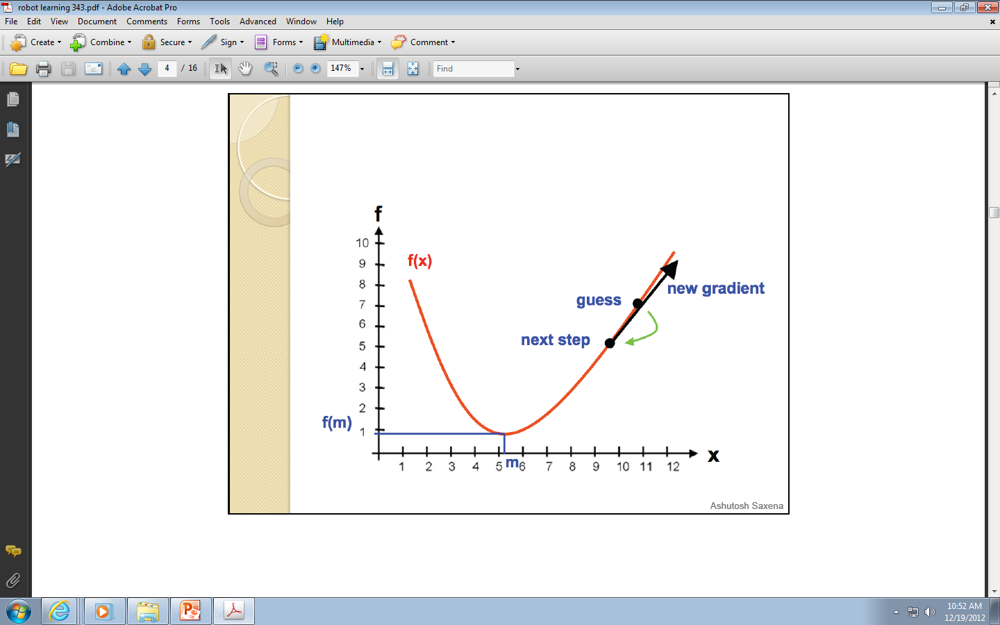 robot learning 343.pdf - Adobe Acrobat Pro
File Edit View Document Comments Forms Tools Advanced Window Help
Create Combine Secure Sign Forms Multimedia Comment
4 / 16 147% Find
f
10
9
f(x)
8
new gradient
guess
7
6
next step
5
4
3
2
f(m)
1
x
m
1 2 3 4 5 6 7 8 9 10 11 12
Ashutosh Saxena
10:52 AM
12/19/2012